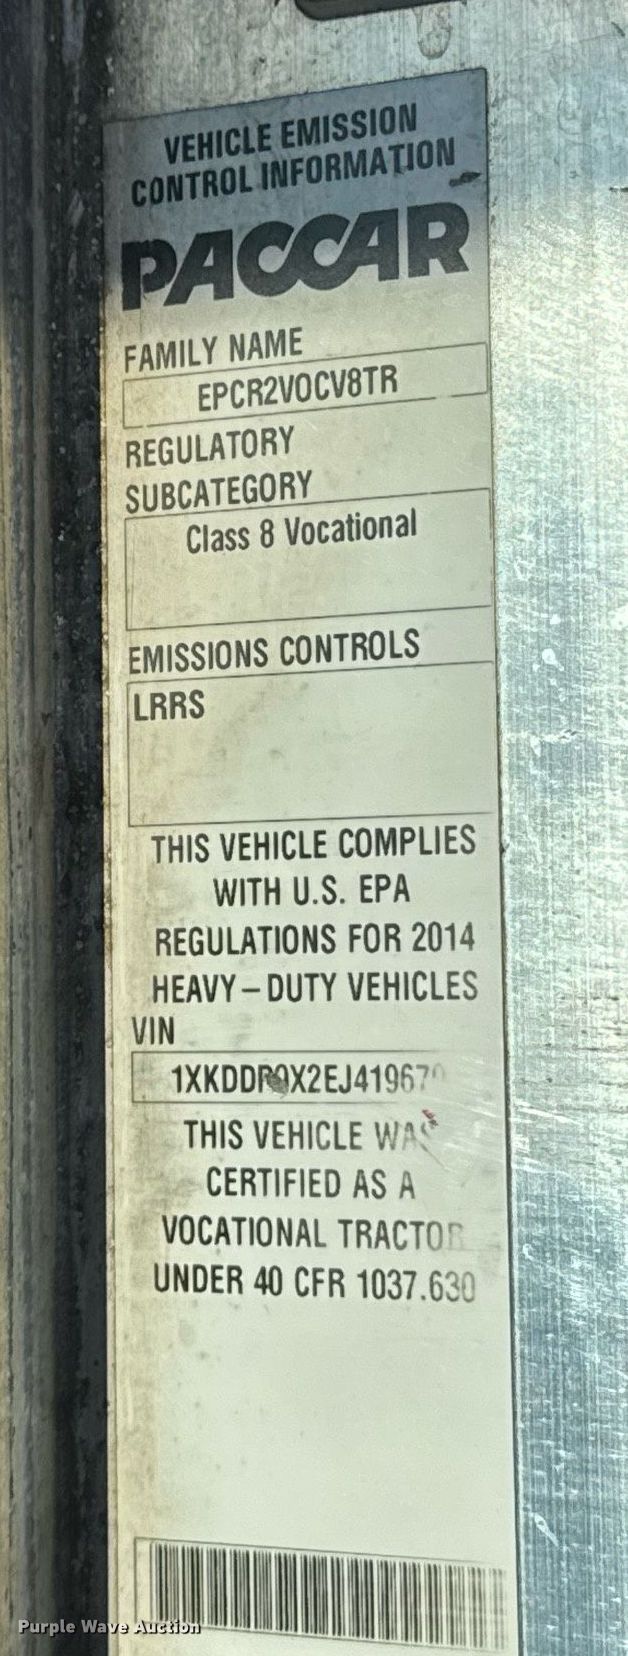 VEHICLE EMISSION
CONTROL INFORMATION
PACCAR
FAMILY NAME
EPCR2VOCV8TR
REGULATORY
SUBCATEGORY
Class 8 Vocational
EMISSIONS CONTROLS
LRRS
THIS VEHICLE COMPLIES
WITH U.S. EPA
REGULATIONS FOR 2014
HEAVY-DUTY VEHICLES
VIN
THIS VEHICLE WAS
CERTIFIED AS A
VOCATIONAL TRACTOR
UNDER 40 CFR 1037.630
Purple Wave Auction